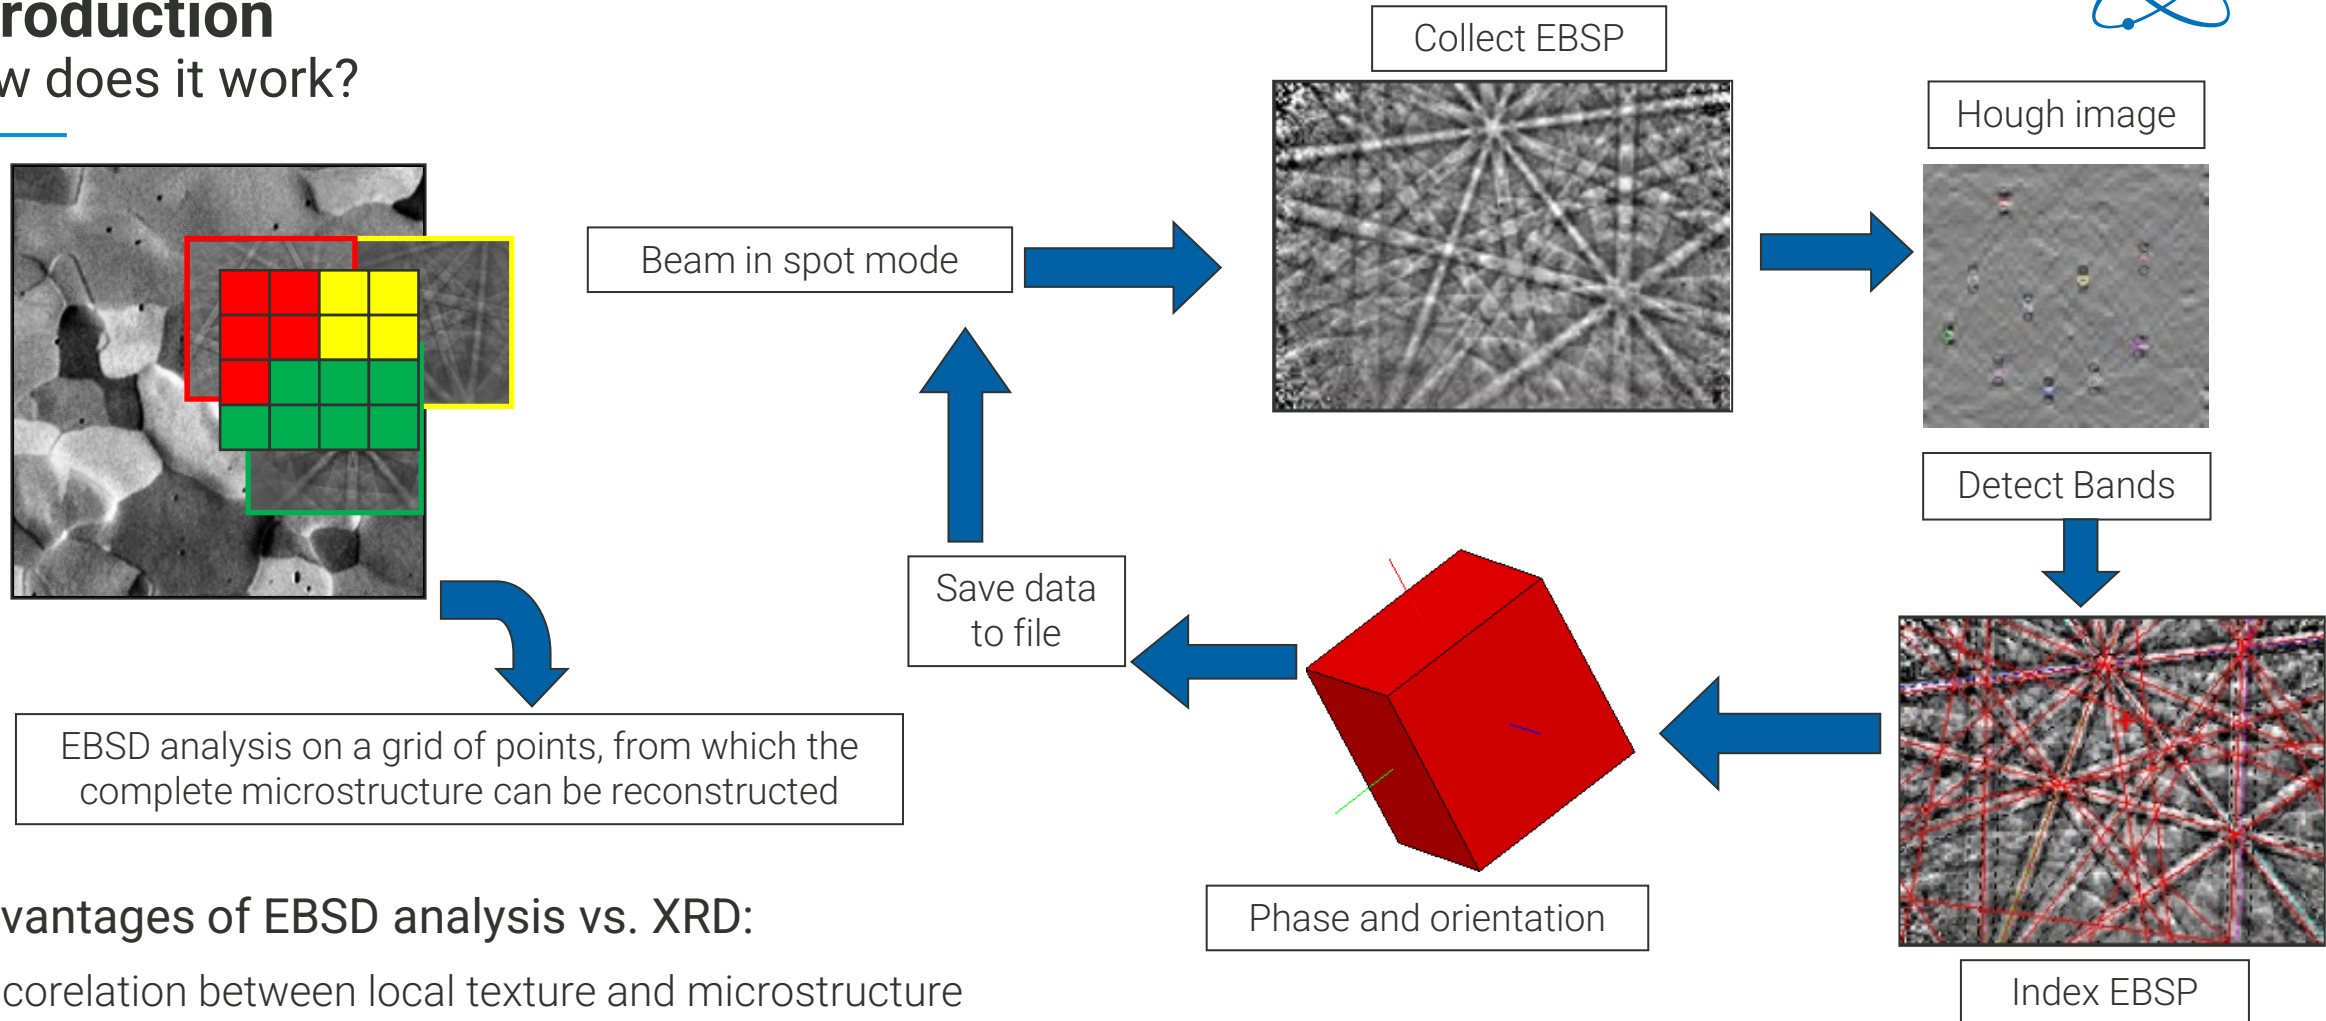 roduction
w does it work?
Collect EBSP
Hough image
Beam in spot mode
Detect Bands
Save data
to file
EBSD analysis on a grid of points, from which the
complete microstructure can be reconstructed
Phase and orientation
vantages of EBSD analysis vs. XRD:
corelation between local texture and microstructure
Index EBSP